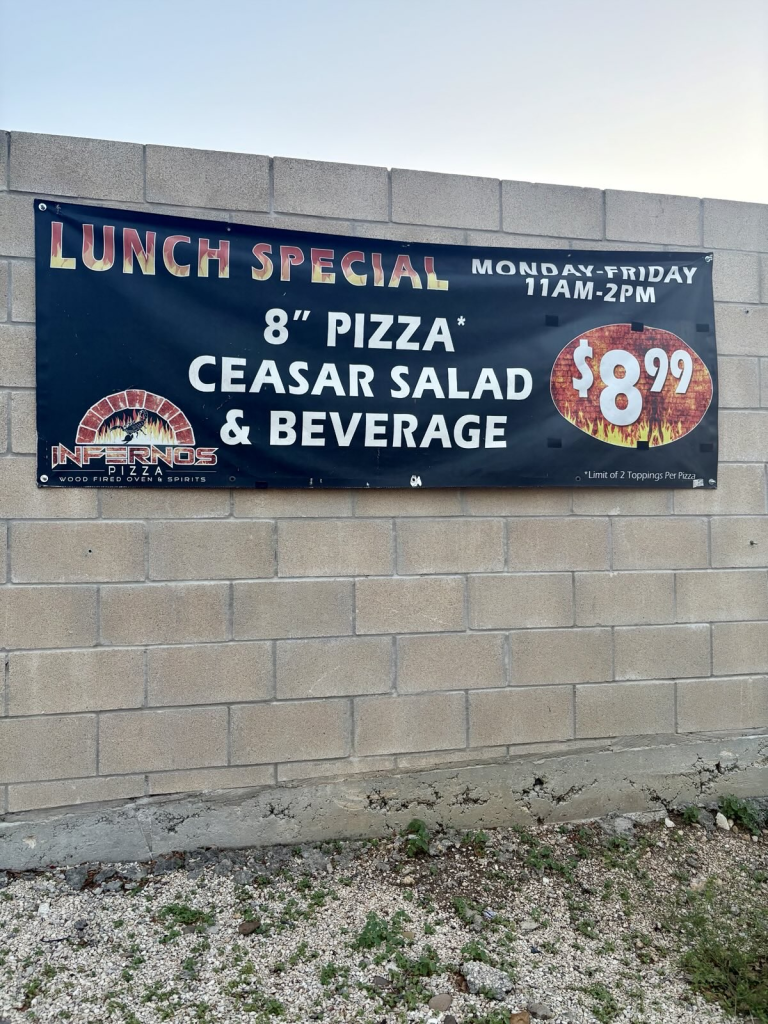 LUNCH SPECIAL
MONDAY-FRIDAY
11AM-2PM
8" PIZZA*
CEASAR SALAD
& BEVERAGE
$8.99
INFERNOS
PIZZA
WOOD FIRED OVEN & SPIRITS
*Limit of 2 Toppings Per Pizza